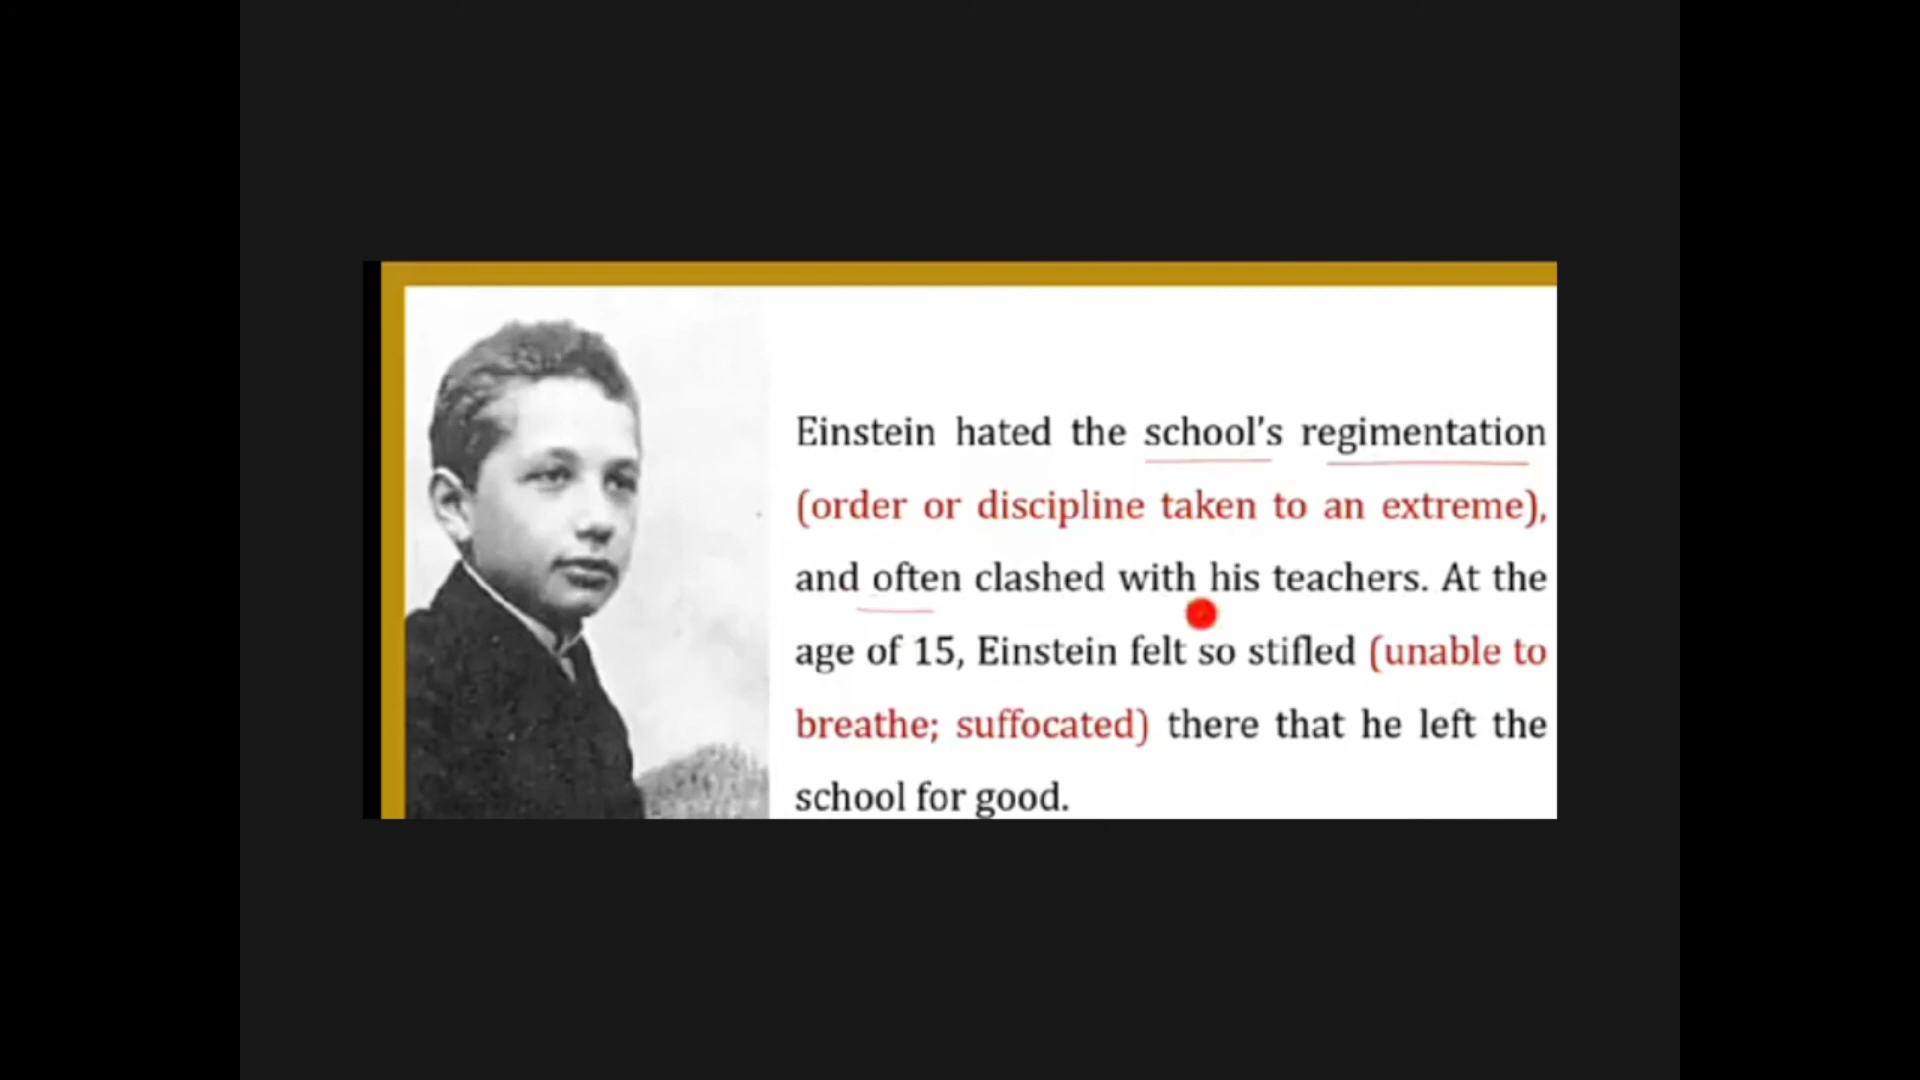 Einstein hated the school's regimentation
(order or discipline taken to an extreme),
and often clashed with his teachers. At the
age of 15, Einstein felt so stifled (unable to
breathe; suffocated) there that he left the
school for good.